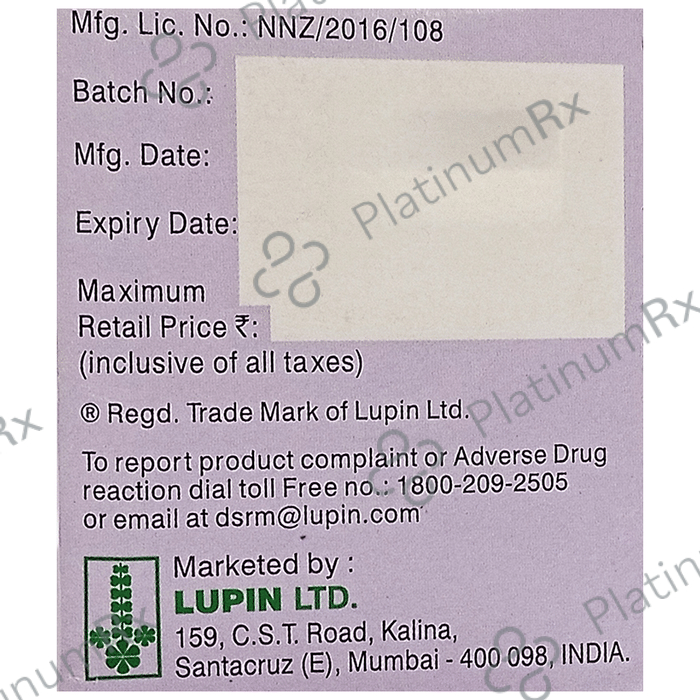 Mfg. Lic. No.: NNZ/2016/108
Batch No.:
Mfg. Date:
Expiry Date:
Maximum
Retail Price ₹:
(inclusive of all taxes)
® Regd. Trade Mark of Lupin Ltd.
To report product complaint or Adverse Drug
reaction dial toll Free no.: 1800-209-2505
or email at dsrm@lupin.com
Marketed by :
LUPIN LTD.
159, C.S.T. Road, Kalina,
Santacruz (E), Mumbai - 400 098, INDIA.
PlatinumRx
PlatinumRx
Rx
Platin
numRx